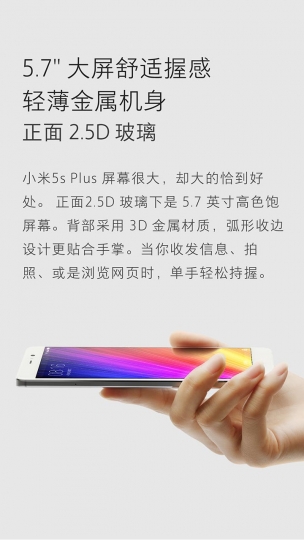 5.7" 大屏舒适握感
轻薄金属机身
正面 2.5D 玻璃
小米5s Plus 屏幕很大，却大的恰到好
处。 正面2.5D 玻璃下是 5.7 英寸高色饱
屏幕。背部采用 3D 金属材质，弧形收边
设计更贴合手掌。当你收发信息、拍
照、或是浏览网页时，单手轻松持握。
08:10